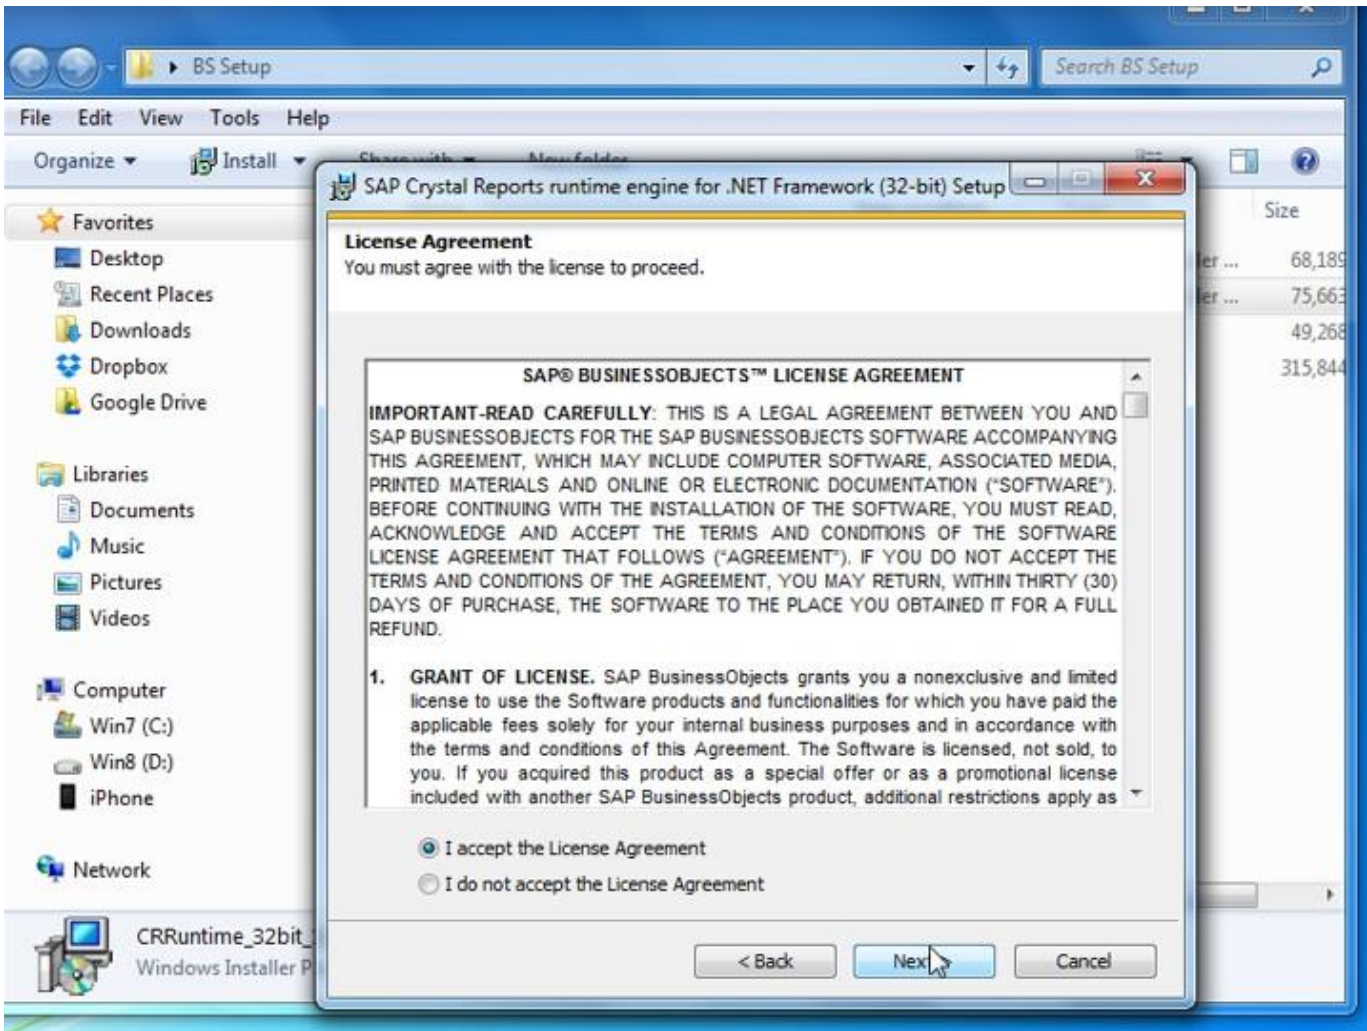 BS Setup
Search BS Setup
File Edit View Tools Help
Organize Install
SAP Crystal Reports runtime engine for .NET Framework (32-bit) Setup
Size
Favorites
Desktop
Recent Places
Downloads
Dropbox
Google Drive
Libraries
Documents
Music
Pictures
Videos
Computer
Win7 (C:)
Win8 (D:)
iPhone
Network
CRRuntime_32bit_
Windows Installer P
68,189
75,663
49,268
315,844
License Agreement
You must agree with the license to proceed.
SAP® BUSINESSOBJECTS™ LICENSE AGREEMENT
IMPORTANT-READ CAREFULLY: THIS IS A LEGAL AGREEMENT BETWEEN YOU AND
SAP BUSINESSOBJECTS FOR THE SAP BUSINESSOBJECTS SOFTWARE ACCOMPANYING
THIS AGREEMENT, WHICH MAY INCLUDE COMPUTER SOFTWARE, ASSOCIATED MEDIA,
PRINTED MATERIALS AND ONLINE OR ELECTRONIC DOCUMENTATION (“SOFTWARE”).
BEFORE CONTINUING WITH THE INSTALLATION OF THE SOFTWARE, YOU MUST READ,
ACKNOWLEDGE AND ACCEPT THE TERMS AND CONDITIONS OF THE SOFTWARE
LICENSE AGREEMENT THAT FOLLOWS (“AGREEMENT”). IF YOU DO NOT ACCEPT THE
TERMS AND CONDITIONS OF THE AGREEMENT, YOU MAY RETURN, WITHIN THIRTY (30)
DAYS OF PURCHASE, THE SOFTWARE TO THE PLACE YOU OBTAINED IT FOR A FULL
REFUND.
1. GRANT OF LICENSE. SAP BusinessObjects grants you a nonexclusive and limited
license to use the Software products and functionalities for which you have paid the
applicable fees solely for your internal business purposes and in accordance with
the terms and conditions of this Agreement. The Software is licensed, not sold, to
you. If you acquired this product as a special offer or as a promotional license
included with another SAP BusinessObjects product, additional restrictions apply as
I accept the License Agreement
I do not accept the License Agreement
< Back Next > Cancel